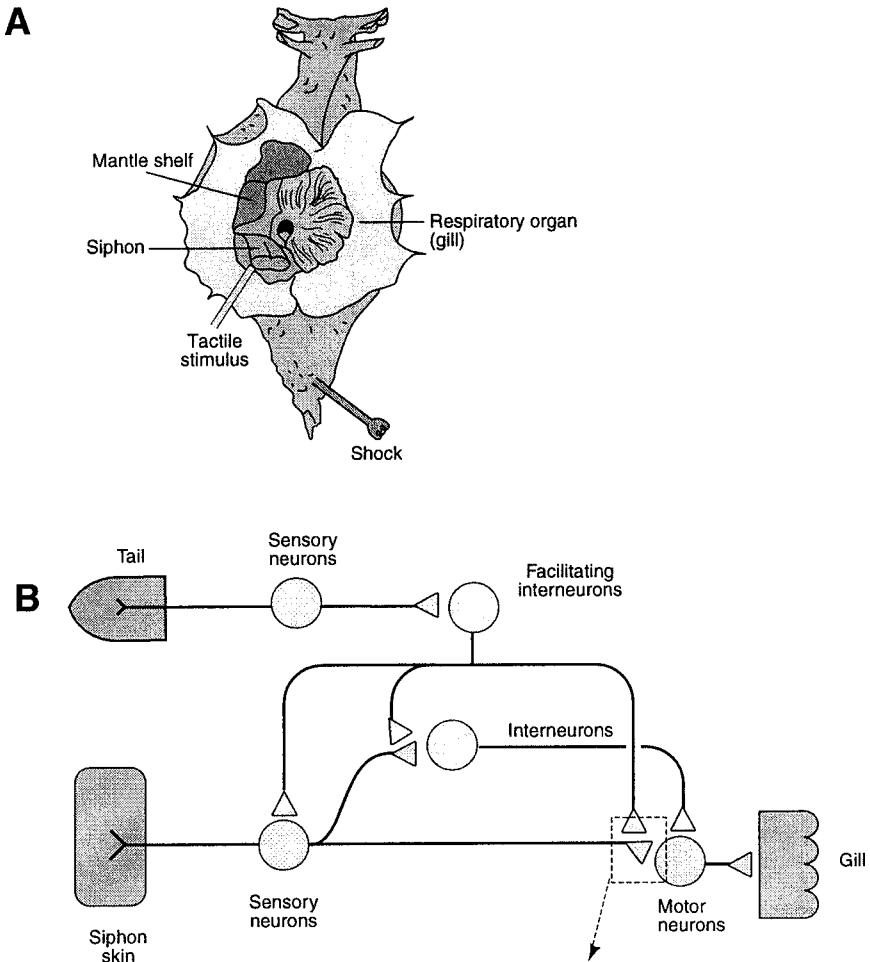 A
Mantle shelf
Siphon
Tactile
stimulus
Respiratory organ
(gill)
Shock
B
Tail
Sensory
neurons
Facilitating
interneurons
Interneurons
Siphon
skin
Sensory
neurons
Motor
neurons
Gill